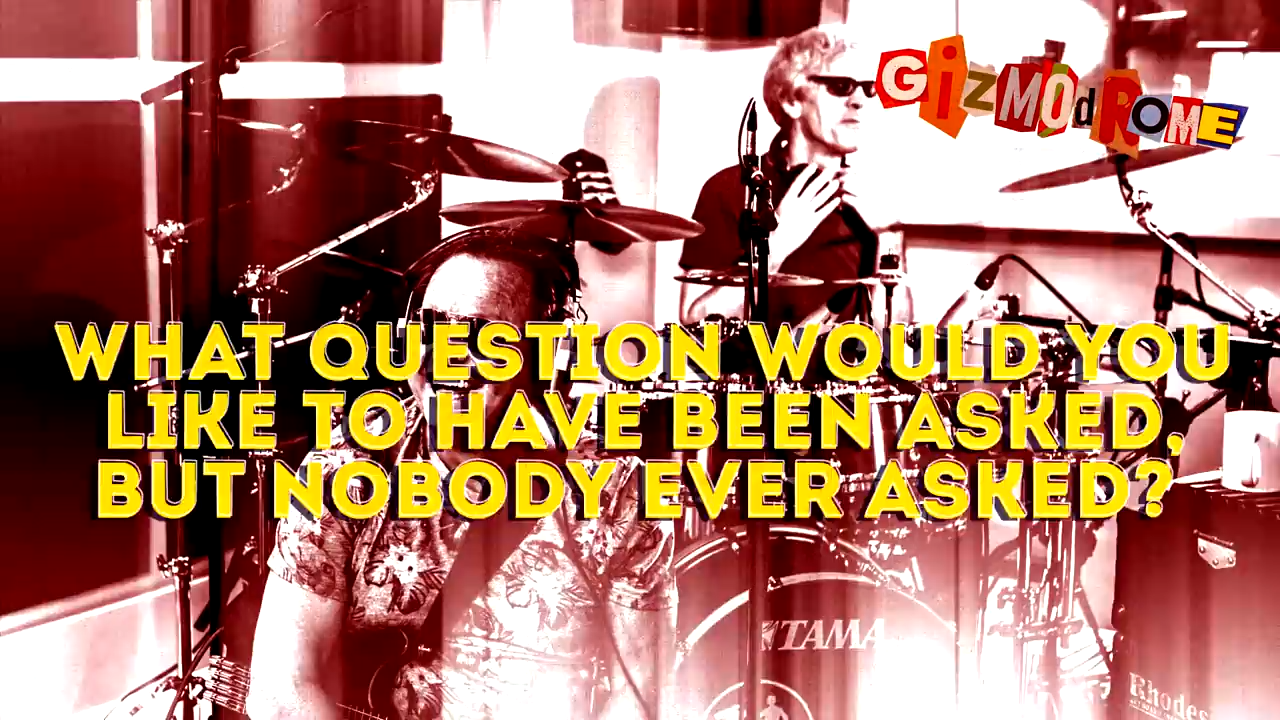 GiZMOdROME
WHAT QUESTION WOULD YOU
LIKE TO HAVE BEEN ASKED,
BUT NOBODY EVER ASKED?
TAMA
Rhodes